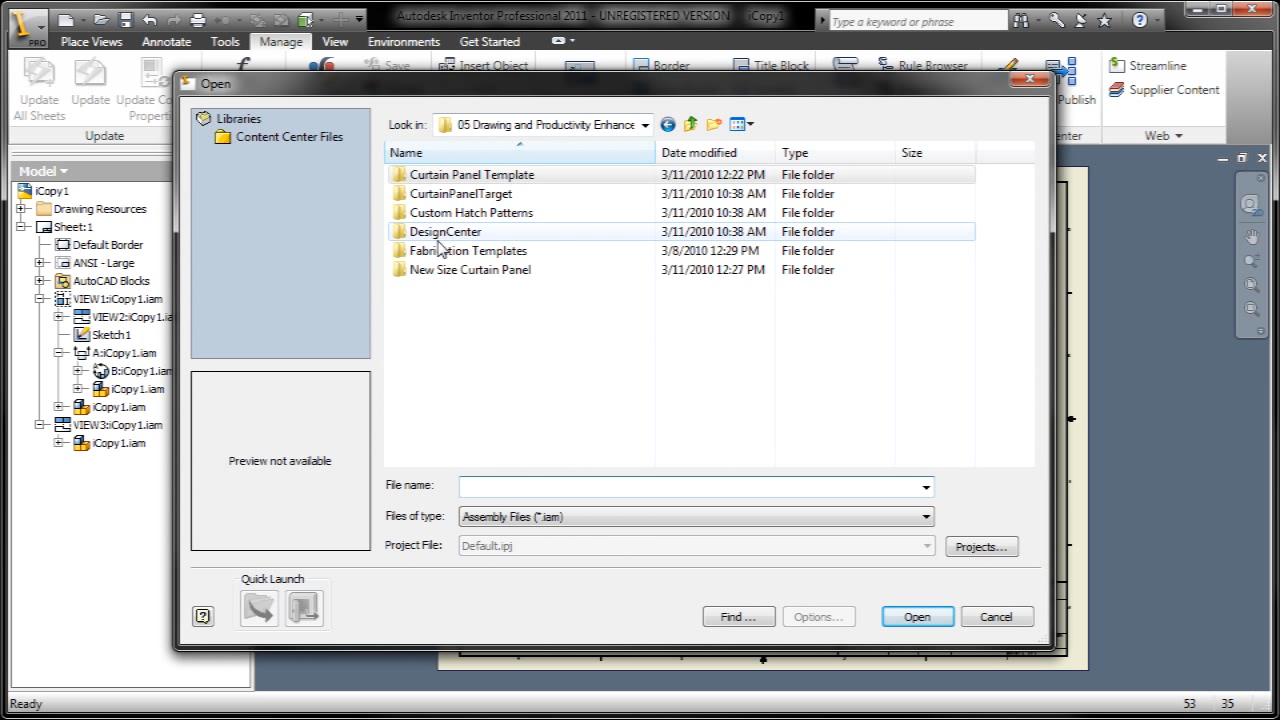 Autodesk Inventor Professional 2011 - UNREGISTERED VERSION iCopy1
Type a keyword or phrase
PRO
Place Views Annotate Tools Manage View Environments Get Started
Save Insert Object Border Title Block Rule Browser Streamline
Update All Sheets
Update
Update Co
Propert
Publish
Supplier Content
Update
Web
Open
Model
iCopy1
Drawing Resources
Sheet:1
Default Border
ANSI - Large
AutoCAD Blocks
VIEW1:iCopy1.iam
VIEW2:iCopy1.ia
Sketch1
A:iCopy1.iam
B:iCopy1.iam
iCopy1.iam
iCopy1.iam
VIEW3:iCopy1.iam
iCopy1.iam
Libraries
Content Center Files
Preview not available
Look in: 05 Drawing and Productivity Enhance
Name Date modified Type Size
Curtain Panel Template 3/11/2010 12:22 PM File folder
CurtainPanelTarget 3/11/2010 10:38 AM File folder
Custom Hatch Patterns 3/11/2010 10:38 AM File folder
DesignCenter 3/11/2010 10:38 AM File folder
Fabrication Templates 3/8/2010 12:29 PM File folder
New Size Curtain Panel 3/11/2010 12:27 PM File folder
File name:
Files of type: Assembly Files (*.iam)
Project File: Default.ipj Projects...
Quick Launch
Find ... Options... Open Cancel
Ready 53 35